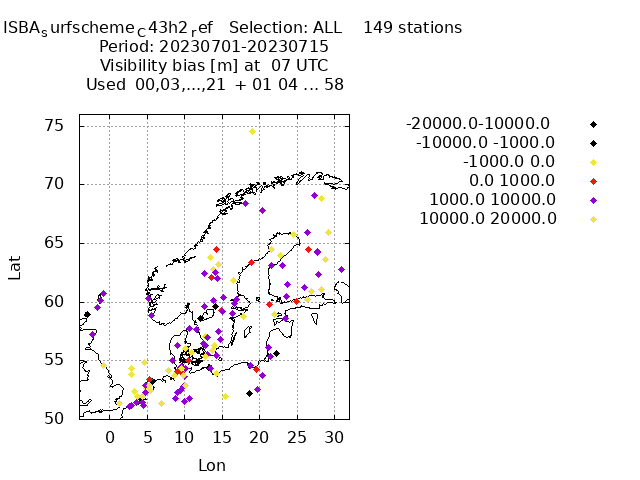 ISBAsurfschemeC43h2ref Selection: ALL 149 stations
Period: 20230701-20230715
Visibility bias [m] at 07 UTC
Used 00,03,...,21 + 01 04 ... 58
-20000.0-10000.0
-10000.0 -1000.0
-1000.0 0.0
0.0 1000.0
1000.0 10000.0
10000.0 20000.0
75
70
65
60
55
50
Lat
0 5 10 15 20 25 30
Lon